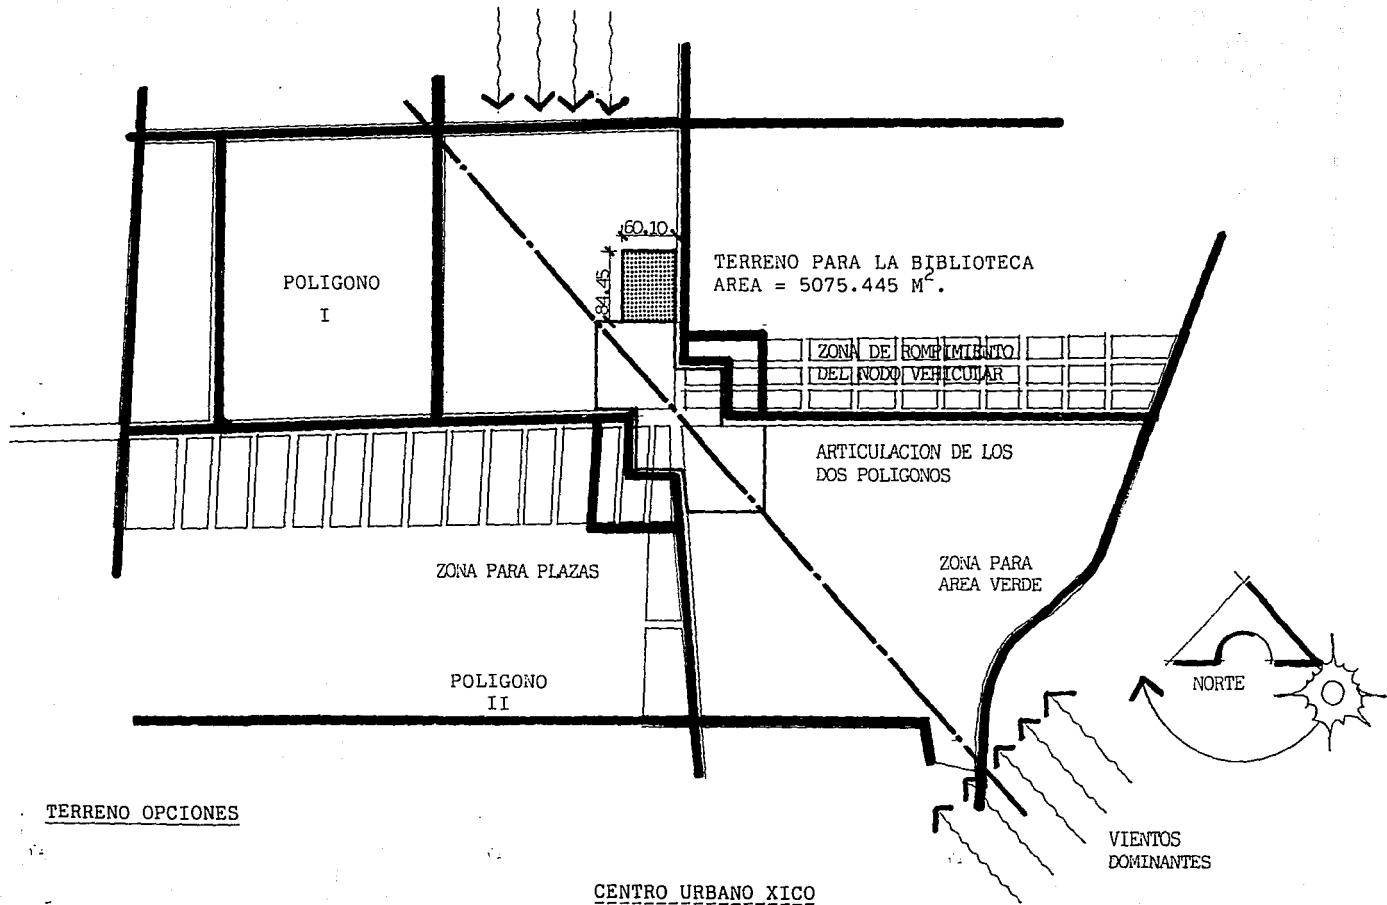 60.10
84.45
TERRENO PARA LA BIBLIOTECA
AREA = 5075.445 M².
POLIGONO
I
ZONA DE ROMPIMIENTO
DEL NODO VEHICULAR
ARTICULACION DE LOS
DOS POLIGONOS
ZONA PARA PLAZAS
ZONA PARA
AREA VERDE
POLIGONO
II
NORTE
TERRENO OPCIONES
VIENTOS
DOMINANTES
CENTRO URBANO XICO